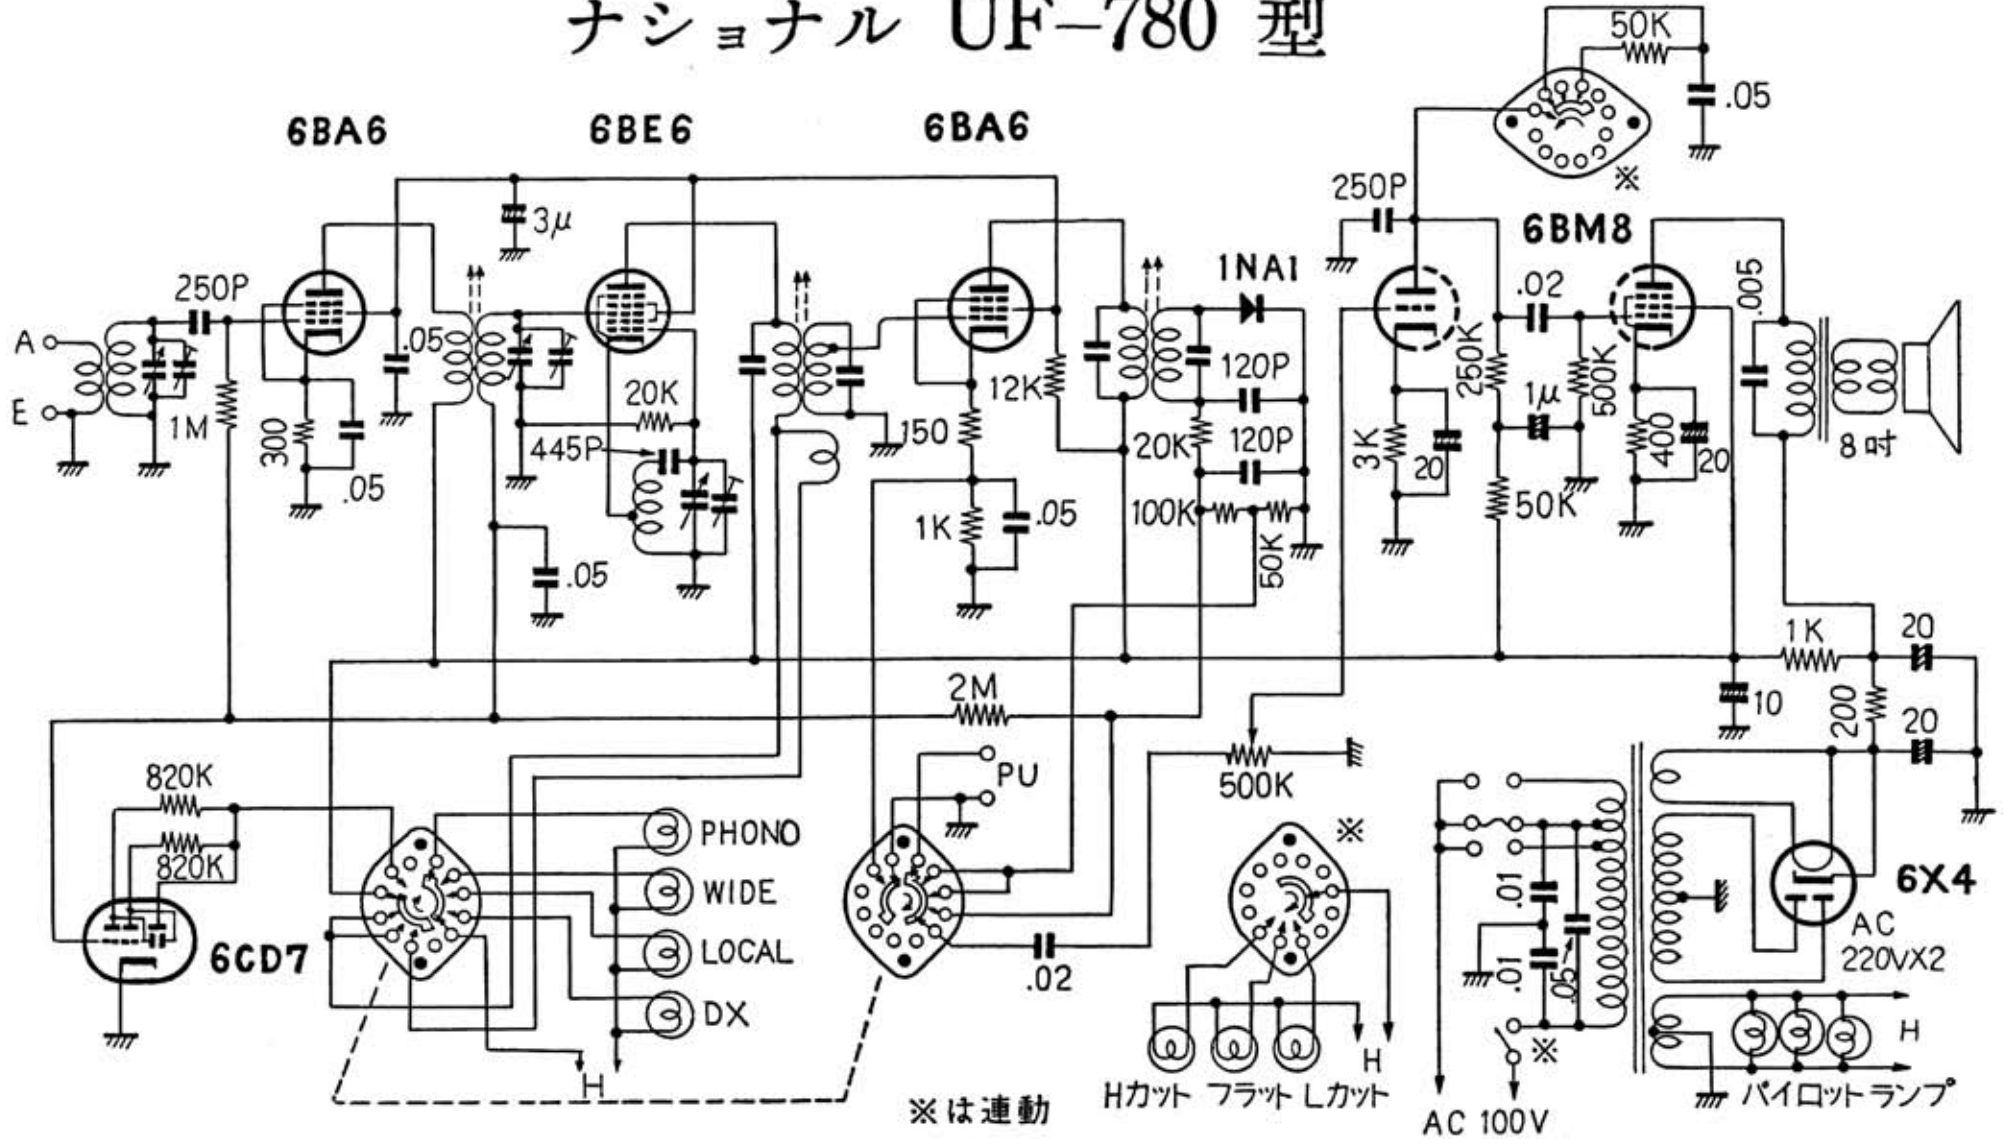 ナショナル UF-780 型
50K
.05
※
6BA6
6BE6
6BA6
250P
6BM8
3μ
1NA1
250P
.02
.005
A
E
.05
250K
120P
500K
1M
300
20K
12K
1μ
445P
150
20K
120P
3K
20
400
20
8吋
.05
.05
1K
.05
100K
50K
50K
1K
20
2M
10
200
20
820K
820K
PU
500K
PHONO
WIDE
LOCAL
DX
※
6X4
.01
.01
.05
AC
220VX2
6CD7
.02
H
H
※
H
Hカット フラット Lカット
パイロットランプ
※は連動
AC 100V